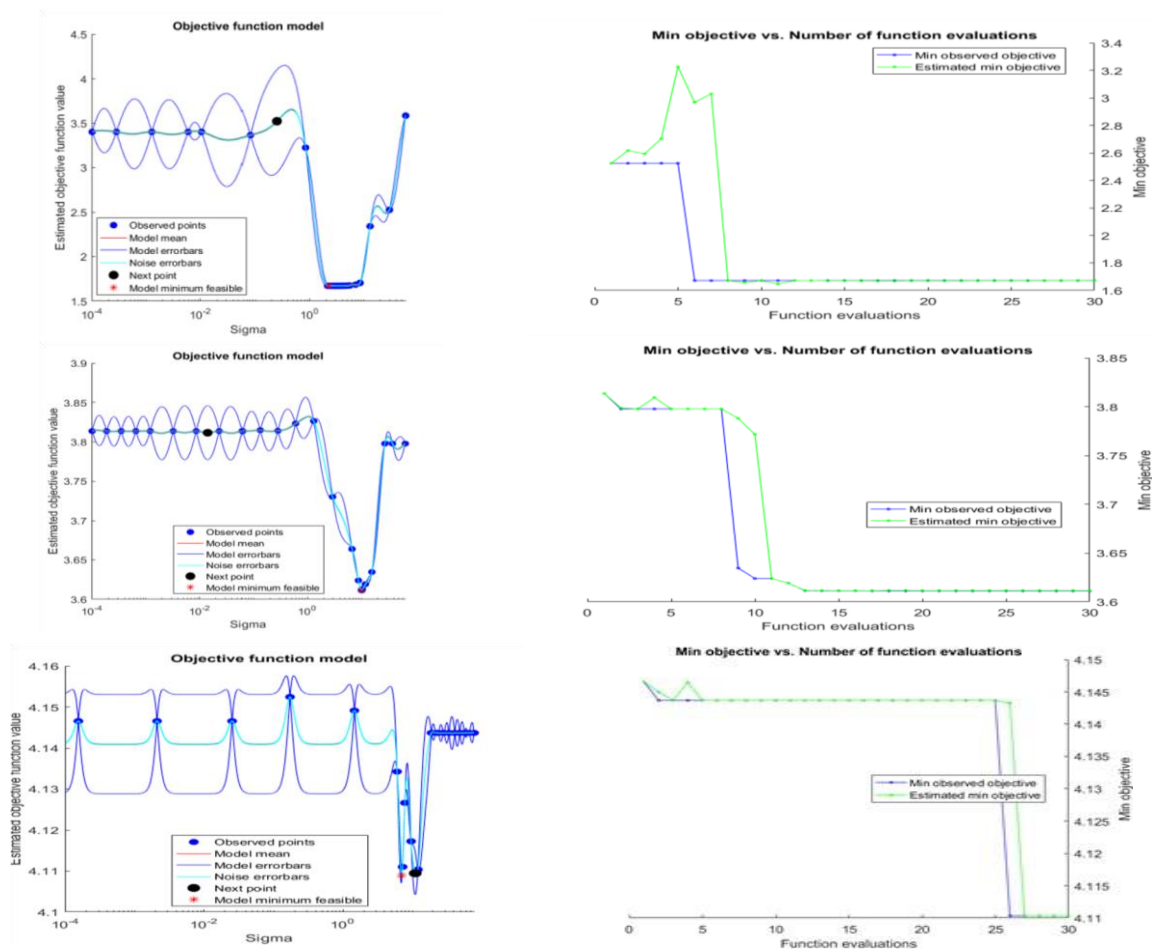 Objective function model
4.5
4
3.5
3
2.5
2
1.5
Estimated objective function value
Observed points
Model mean
Model errorbars
Noise errorbars
Next point
Model minimum feasible
10-4
10-2
100
Sigma
Min objective vs. Number of function evaluations
Min observed objective
Estimated min objective
3.4
3.2
3
2.8
2.6
2.4
2.2
2
1.8
1.6
Min objective
0 5 10 15 20 25 30
Function evaluations
Objective function model
3.9
3.85
3.8
3.75
3.7
3.65
3.6
Estimated objective function value
Observed points
Model mean
Model errorbars
Noise errorbars
Next point
Model minimum feasible
10-4
10-2
100
Sigma
Min objective vs. Number of function evaluations
3.85
3.8
3.75
3.7
3.65
3.6
Min objective
Min observed objective
Estimated min objective
0 5 10 15 20 25 30
Function evaluations
Objective function model
4.16
4.15
4.14
4.13
4.12
4.11
4.1
Estimated objective function value
Observed points
Model mean
Model errorbars
Noise errorbars
Next point
Model minimum feasible
10-4
10-2
100
Sigma
Min objective vs. Number of function evaluations
4.15
4.145
4.14
4.135
4.13
4.125
4.12
4.115
4.11
Min objective
Min observed objective
Estimated min objective
0 5 10 15 20 25 30
Function evaluations